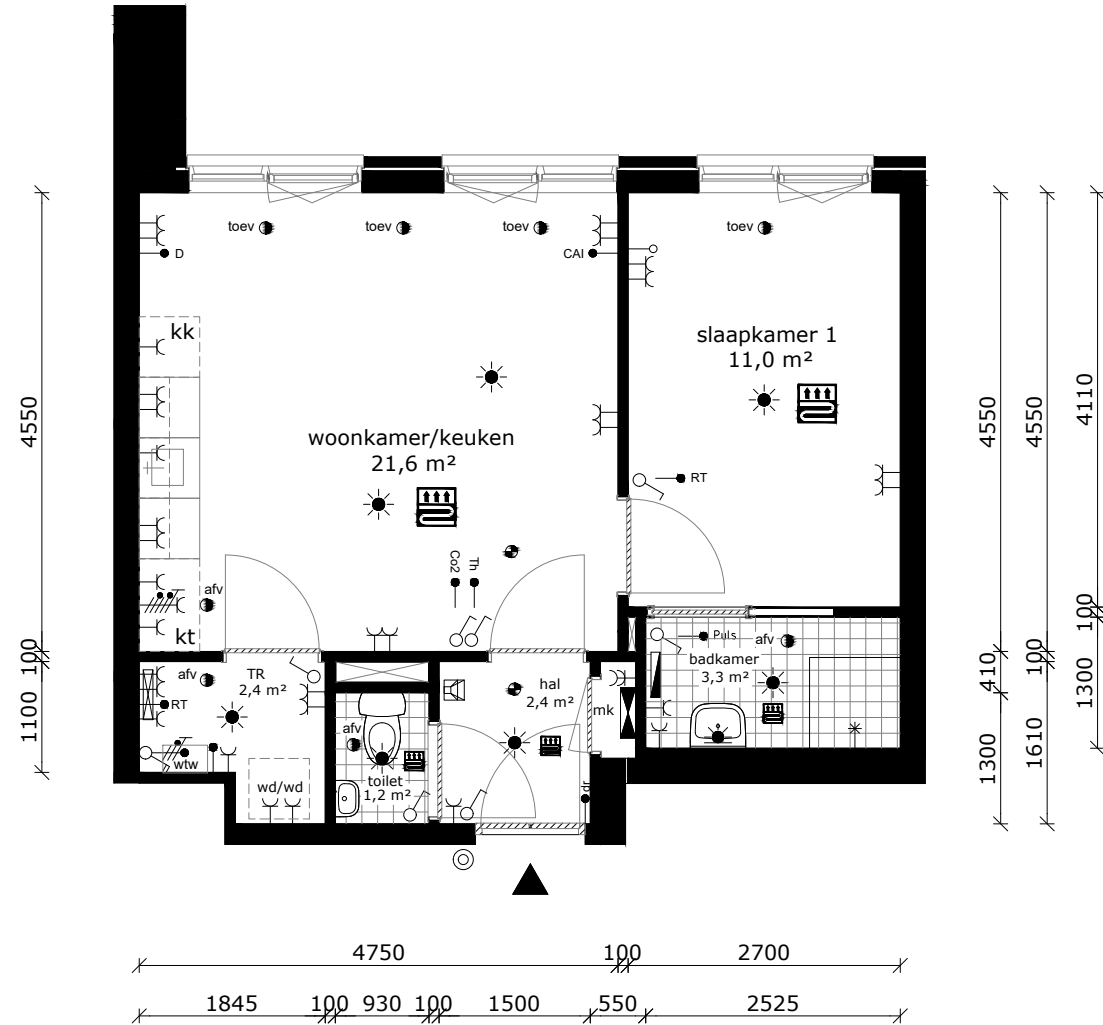 toev
toev
toev
toev
D
CAI
kk
slaapkamer 1
11,0 m²
woonkamer/keuken
21,6 m²
RT
Co2
Th
afv
kt
Puls
afv
badkamer
3,3 m²
TR
2,4 m²
afv
RT
hal
2,4 m²
mk
afv
wtw
toilet
1,2 m²
wd/wd
dr
4550
100
1100
4550
410
1300
4550
100
1610
4110
100
1300
4750
100
2700
1845
100
930
100
1500
550
2525